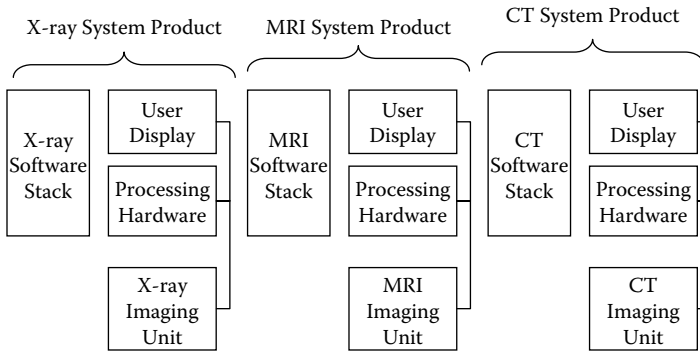 X-ray System Product
MRI System Product
CT System Product
X-ray
Software
Stack
User
Display
Processing
Hardware
X-ray
Imaging
Unit
MRI
Software
Stack
User
Display
Processing
Hardware
MRI
Imaging
Unit
CT
Software
Stack
User
Display
Processing
Hardware
CT
Imaging
Unit